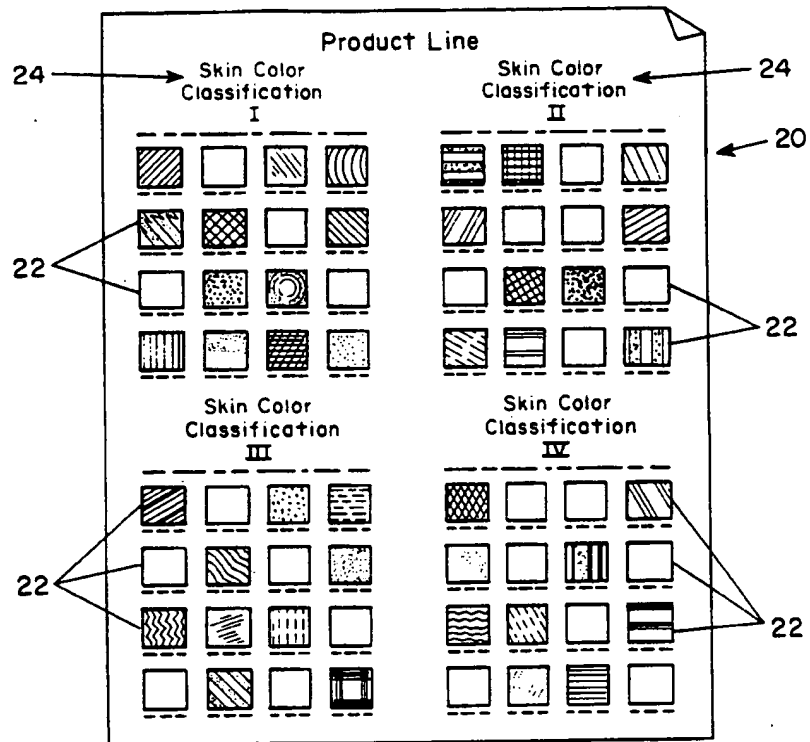 Product Line
24
Skin Color
Classification
I
Skin Color
Classification
II
24
20
22
22
Skin Color
Classification
III
Skin Color
Classification
IV
22
22